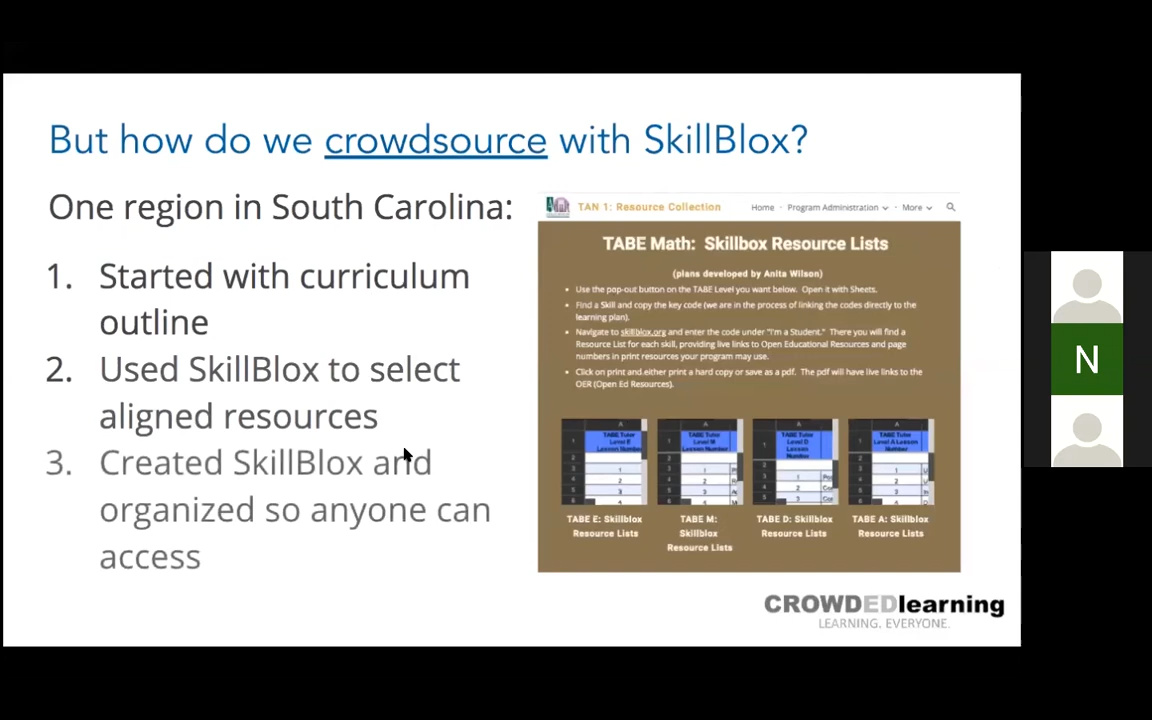 But how do we crowdsource with SkillBlox?
One region in South Carolina:
1. Started with curriculum
outline
2. Used SkillBlox to select
aligned resources
3. Created SkillBlox and
organized so anyone can
access
TAN 1: Resource Collection
Home · Program Administration · More
TABE Math: Skillbox Resource Lists
(plans developed by Anita Wilson)
• Use the pop-out button on the TABE Level you want below. Open it with Sheets.
• Find a Skill and copy the key code (we are in the process of linking the codes directly to the
learning plan).
• Navigate to skillblox.org and enter the code under "I'm a Student." There you will find a
Resource List for each skill, providing live links to Open Educational Resources and page
numbers in print resources your program may use.
• Click on print and either print a hard copy or save as a pdf. The pdf will have live links to the
OER (Open Ed Resources).
TABE Tutor
Level E
Lesson Number
TABE Tutor
Level M
Lesson Number
TABE Tutor
Level D
Lesson
Number
TABE Tutor
Level A Lesson
Number
TABE E: Skillblox
Resource Lists
TABE M:
Skillblox
Resource Lists
TABE D: Skillblox
Resource Lists
TABE A: Skillblox
Resource Lists
CROWDEDlearning
LEARNING. EVERYONE.
N